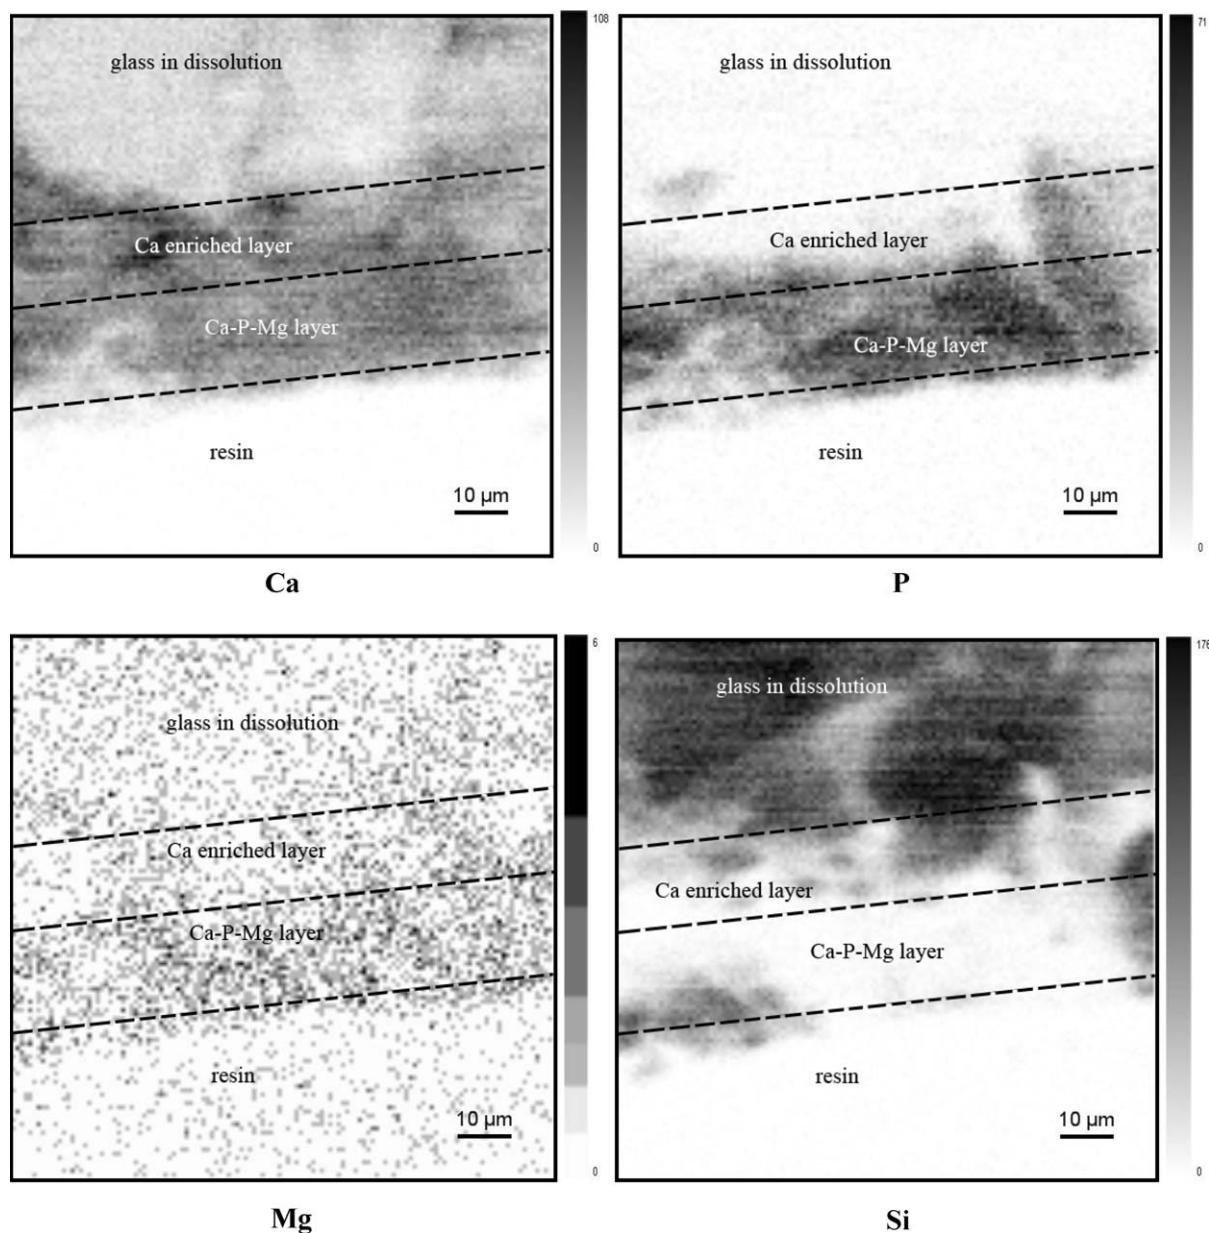 glass in dissolution
Ca enriched layer
Ca-P-Mg layer
resin
10 µm
108
0
Ca
glass in dissolution
Ca enriched layer
Ca-P-Mg layer
resin
10 µm
71
0
P
glass in dissolution
Ca enriched layer
Ca-P-Mg layer
resin
10 µm
6
0
Mg
glass in dissolution
Ca enriched layer
Ca-P-Mg layer
resin
10 µm
176
0
Si